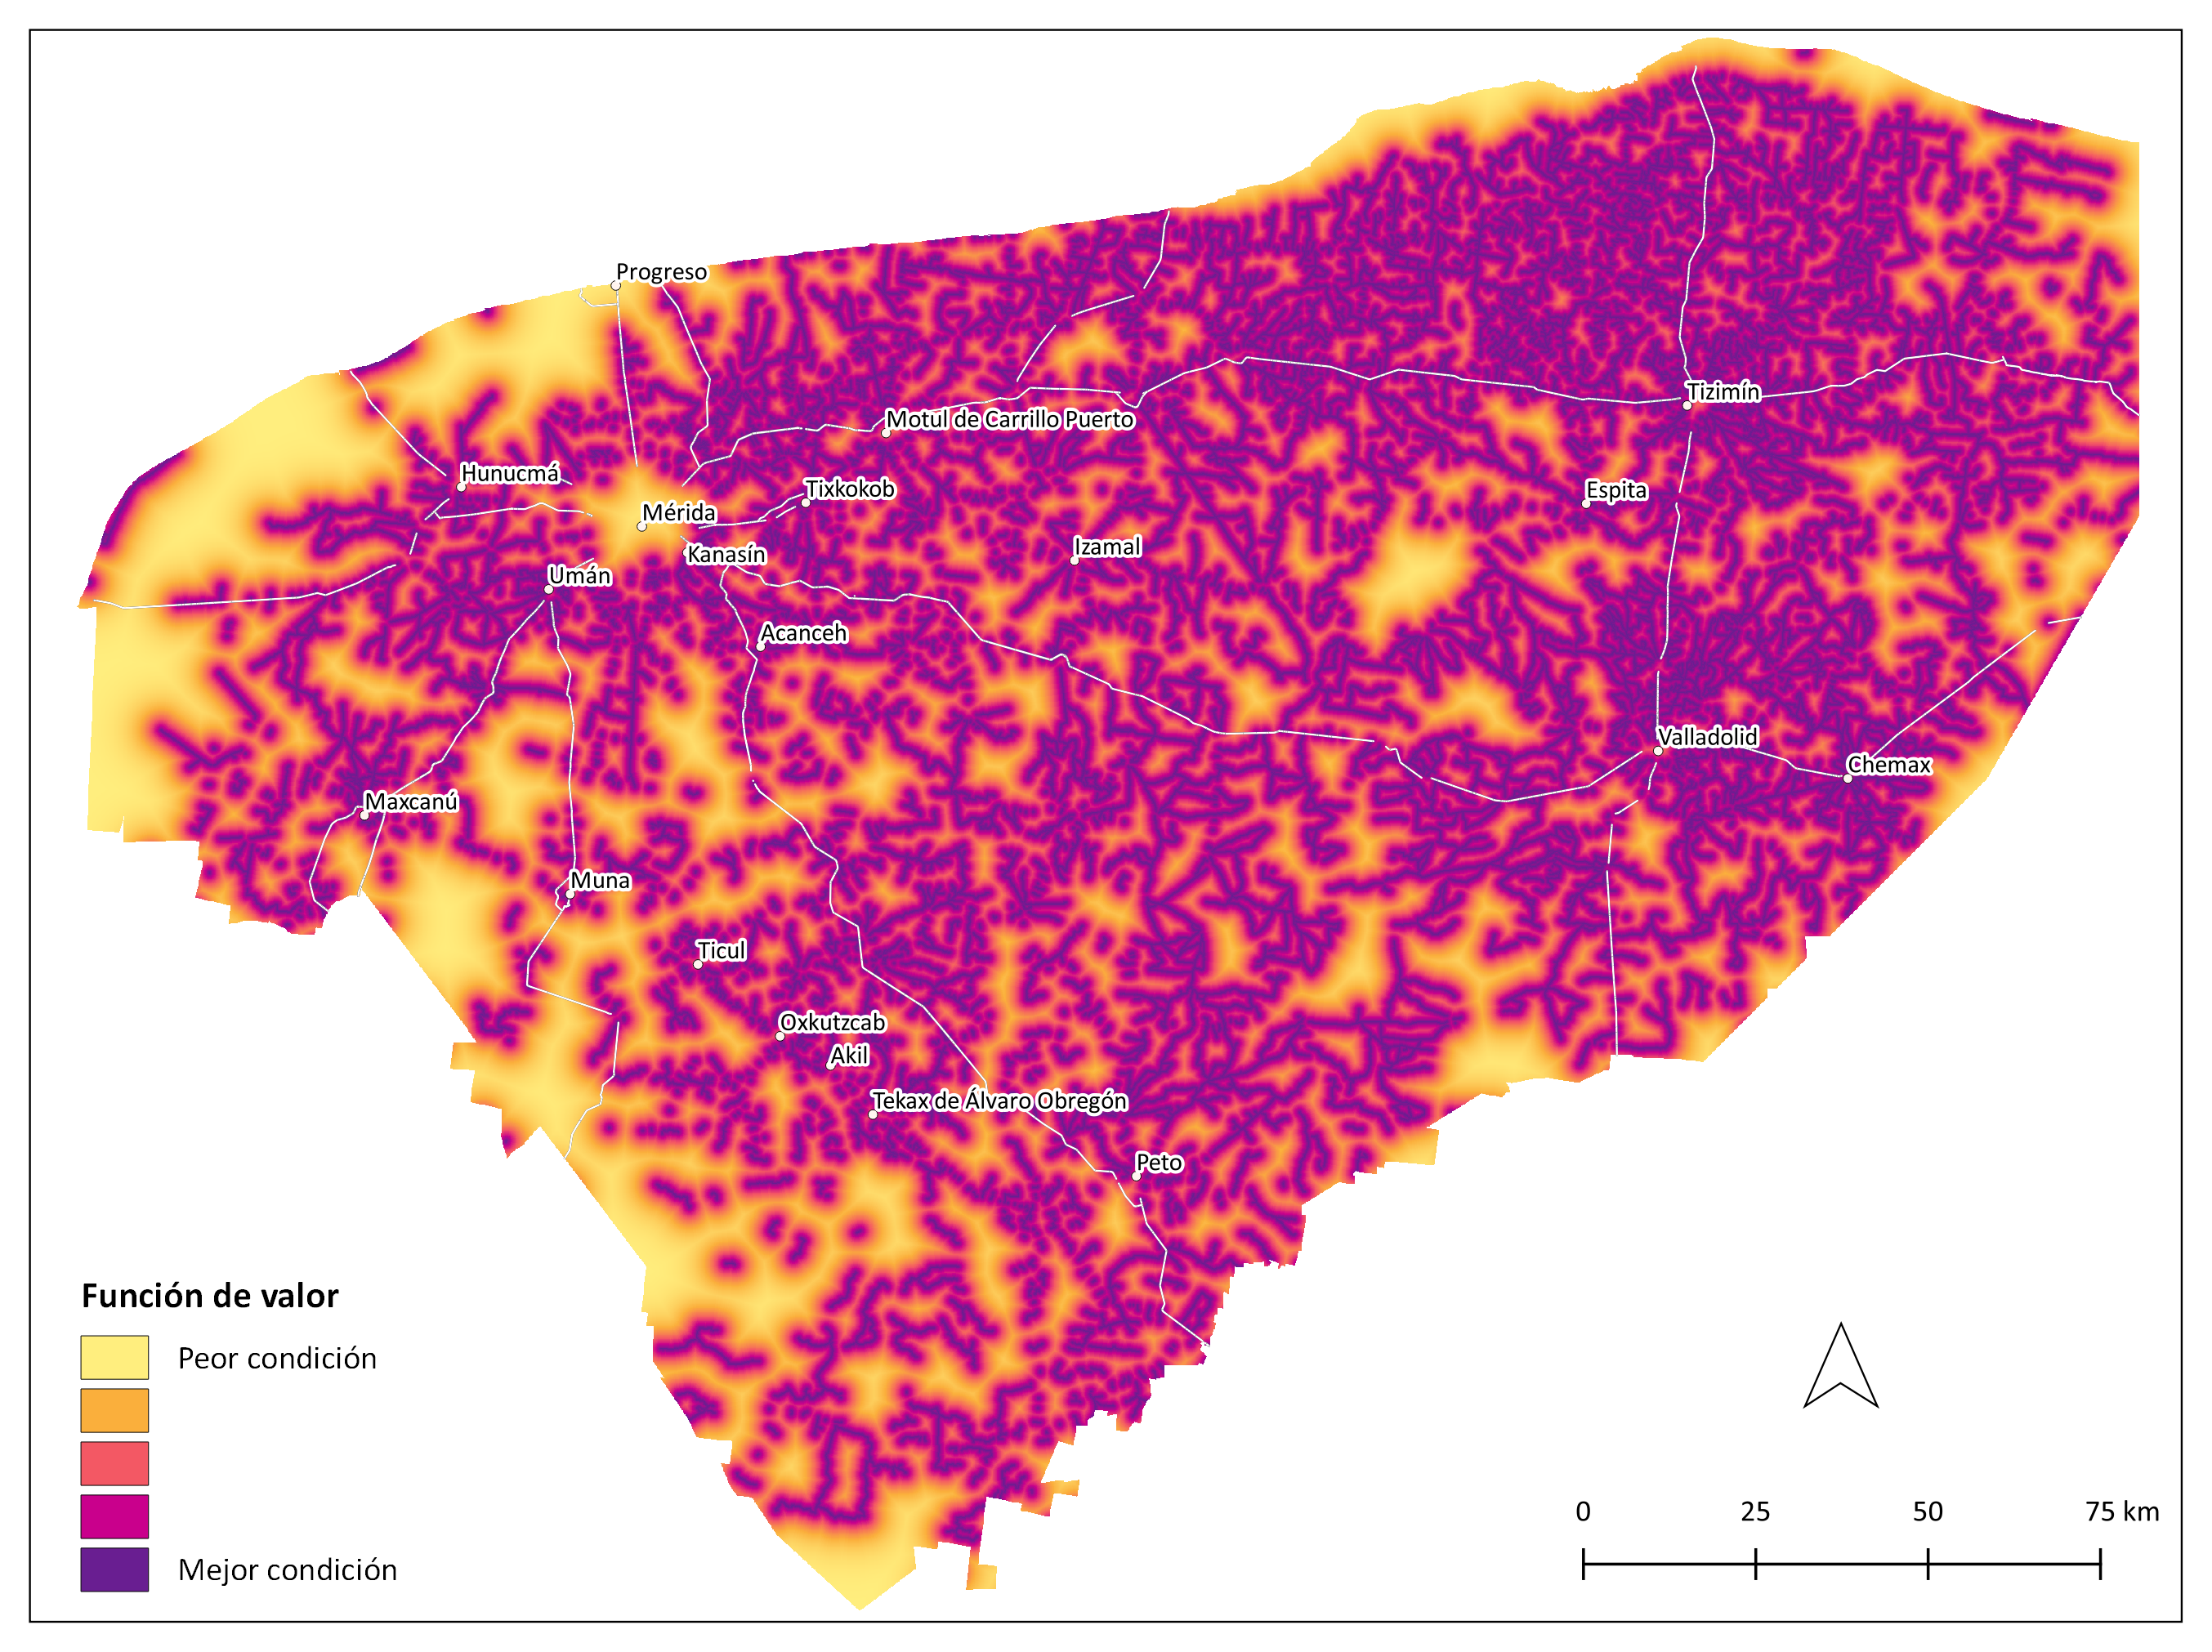 Progreso
Tizimín
Motul de Carrillo Puerto
Hunucmá
Tixkokob
Espita
Mérida
Izamal
Kanasín
Umán
Acanceh
Valladolid
Chemax
Maxcanú
Muna
Ticul
Oxkutzcab
Akil
Tekax de Álvaro Obregón
Peto
Función de valor
Peor condición
Mejor condición
0 25 50 75 km